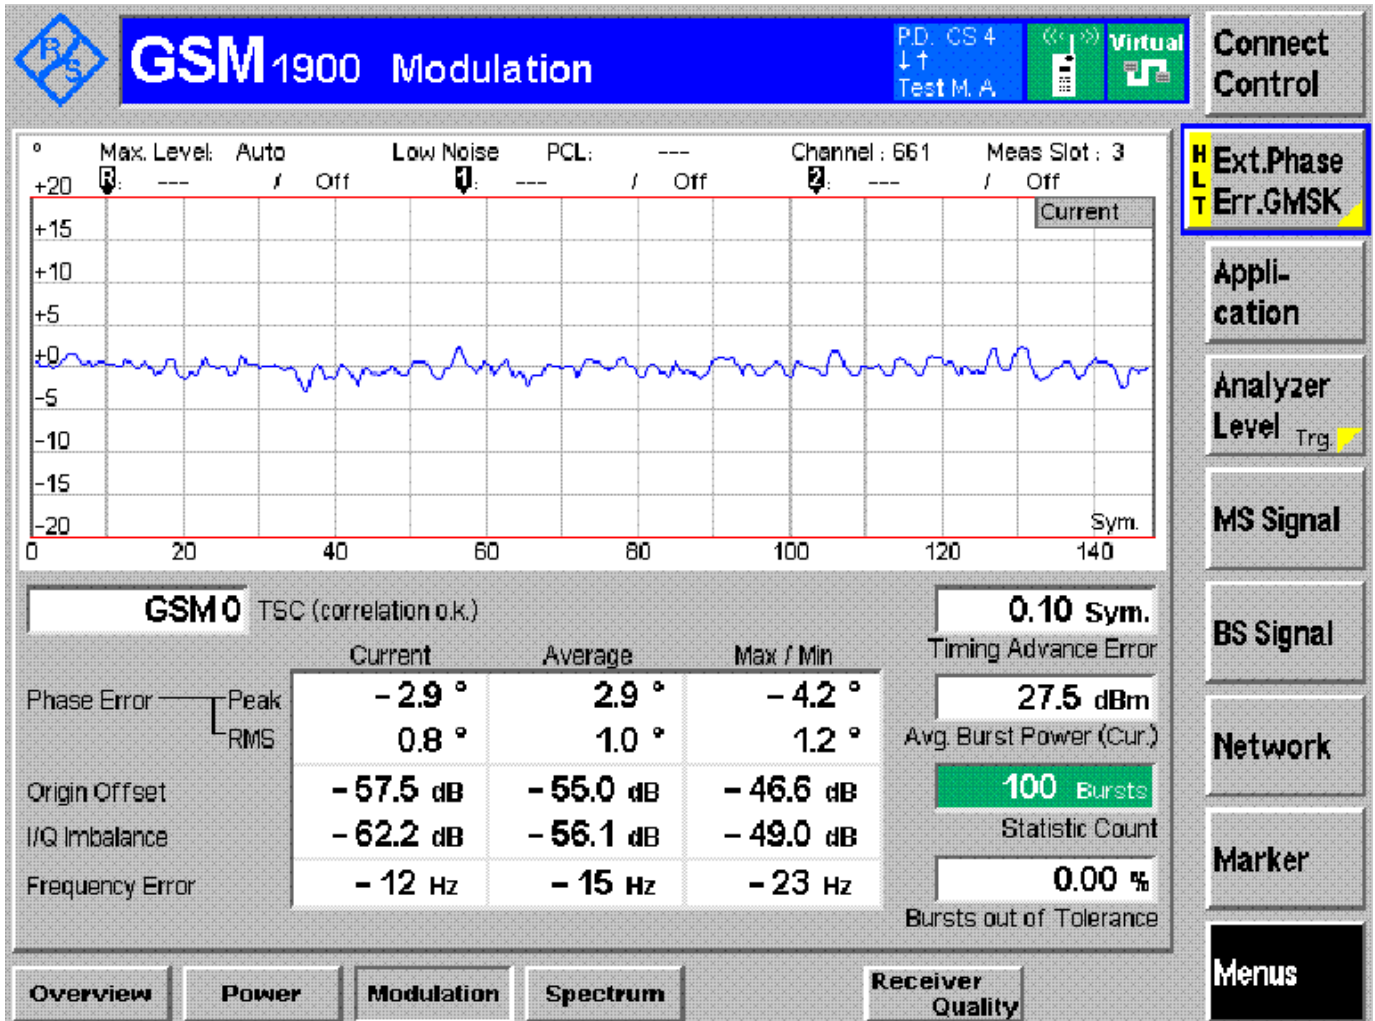 R/S
GSM 1900 Modulation
P.D. CS 4
↓↑
Test M. A.
Virtual
Connect
Control
° Max. Level: Auto Low Noise PCL: --- Channel : 661 Meas Slot : 3
R: --- / Off 1: --- / Off 2: --- / Off
Current
+20
+15
+10
+5
+0
-5
-10
-15
-20
Sym.
0 20 40 60 80 100 120 140
GSM 0 TSC (correlation o.k.)
0.10 Sym.
Timing Advance Error
Current Average Max / Min
Phase Error Peak - 2.9 ° 2.9 ° - 4.2 °
RMS 0.8 ° 1.0 ° 1.2 °
27.5 dBm
Avg. Burst Power (Cur.)
Origin Offset - 57.5 dB - 55.0 dB - 46.6 dB
I/Q Imbalance - 62.2 dB - 56.1 dB - 49.0 dB
100 Bursts
Statistic Count
Frequency Error - 12 Hz - 15 Hz - 23 Hz
0.00 %
Bursts out of Tolerance
HLT
Ext.Phase
Err.GMSK
Appli-
cation
Analyzer
Level Trg.
MS Signal
BS Signal
Network
Marker
Menus
Overview Power Modulation Spectrum Receiver
Quality